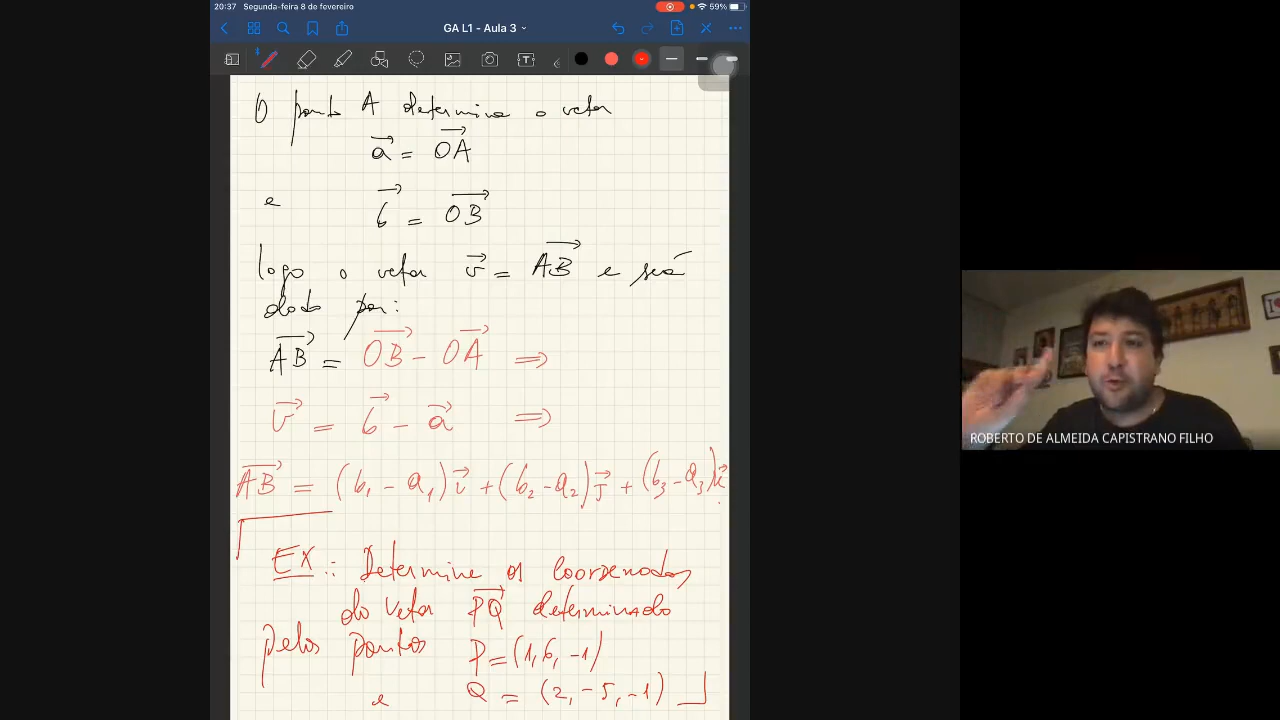 20:37 Segunda-feira 8 de fevereiro 59%
GA L1 - Aula 3
O ponto A determina o vetor
a⃗ = OA⃗
e b⃗ = OB⃗
logo o vetor v⃗ = AB⃗ e será
dado por:
AB⃗ = OB⃗ - OA⃗ ⇒
v⃗ = b⃗ - a⃗ ⇒
AB⃗ = (b₁ - a₁)i⃗ + (b₂ - a₂)j⃗ + (b₃ - a₃)k⃗.
EX.: Determine as coordenadas
do vetor PQ⃗ determinado
pelos pontos P = (1, 6, -1)
e Q = (2, -5, -1)
ROBERTO DE ALMEIDA CAPISTRANO FILHO